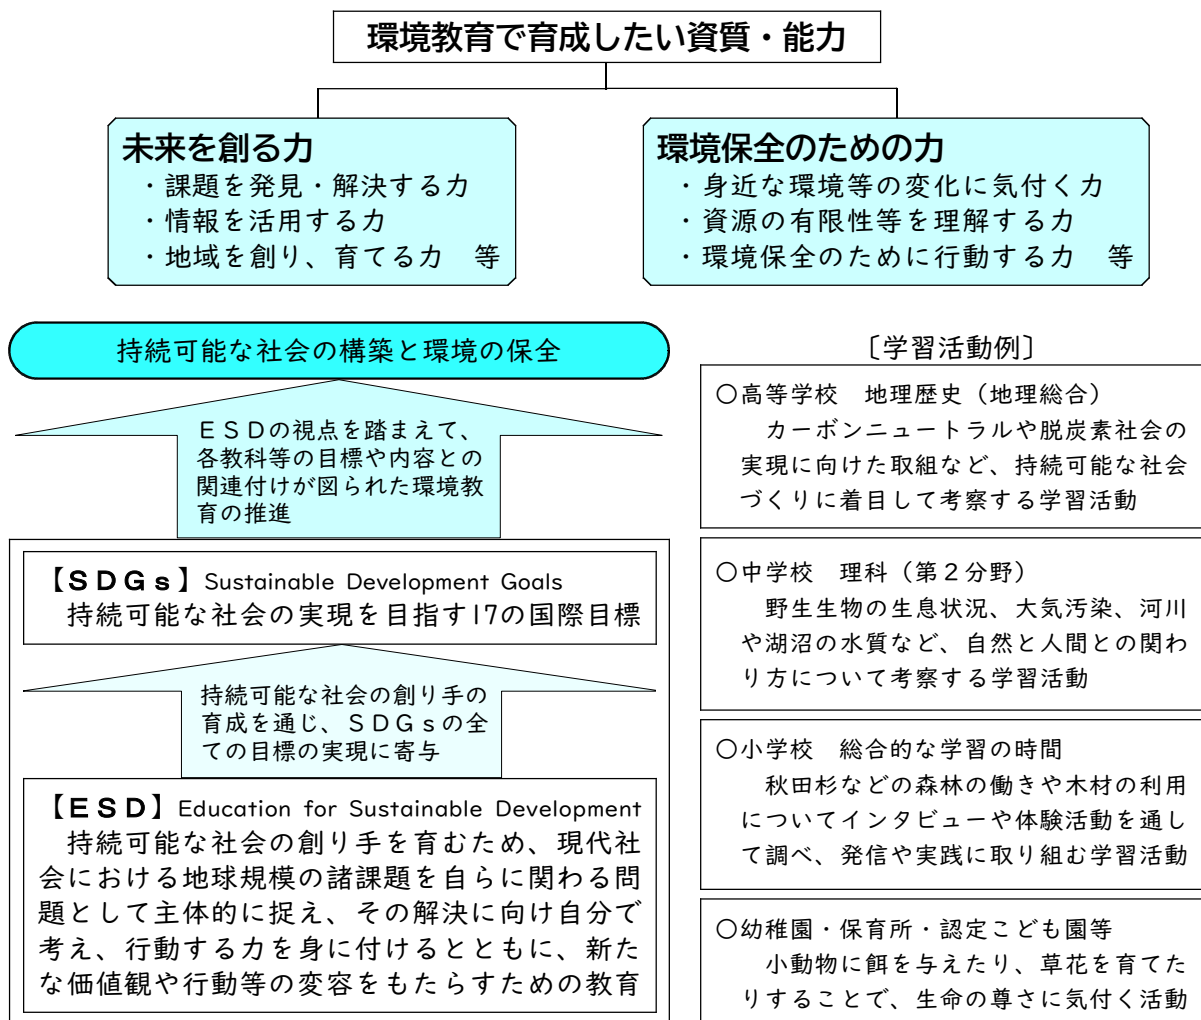 環境教育で育成したい資質・能力
未来を創る力
・課題を発見・解決する力
・情報を活用する力
・地域を創り、育てる力　等
環境保全のための力
・身近な環境等の変化に気付く力
・資源の有限性等を理解する力
・環境保全のために行動する力　等
持続可能な社会の構築と環境の保全
ＥＳＤの視点を踏まえて、
各教科等の目標や内容との
関連付けが図られた環境教
育の推進
【ＳＤＧｓ】Sustainable Development Goals
持続可能な社会の実現を目指す17の国際目標
持続可能な社会の創り手の
育成を通じ、ＳＤＧｓの全
ての目標の実現に寄与
【ＥＳＤ】Education for Sustainable Development
持続可能な社会の創り手を育むため、現代社
会における地球規模の諸課題を自らに関わる問
題として主体的に捉え、その解決に向け自分で
考え、行動する力を身に付けるとともに、新た
な価値観や行動等の変容をもたらすための教育
〔学習活動例〕
○高等学校　地理歴史（地理総合）
カーボンニュートラルや脱炭素社会の
実現に向けた取組など、持続可能な社会
づくりに着目して考察する学習活動
○中学校　理科（第２分野）
野生生物の生息状況、大気汚染、河川
や湖沼の水質など、自然と人間との関わ
り方について考察する学習活動
○小学校　総合的な学習の時間
秋田杉などの森林の働きや木材の利用
についてインタビューや体験活動を通し
て調べ、発信や実践に取り組む学習活動
○幼稚園・保育所・認定こども園等
小動物に餌を与えたり、草花を育てた
りすることで、生命の尊さに気付く活動